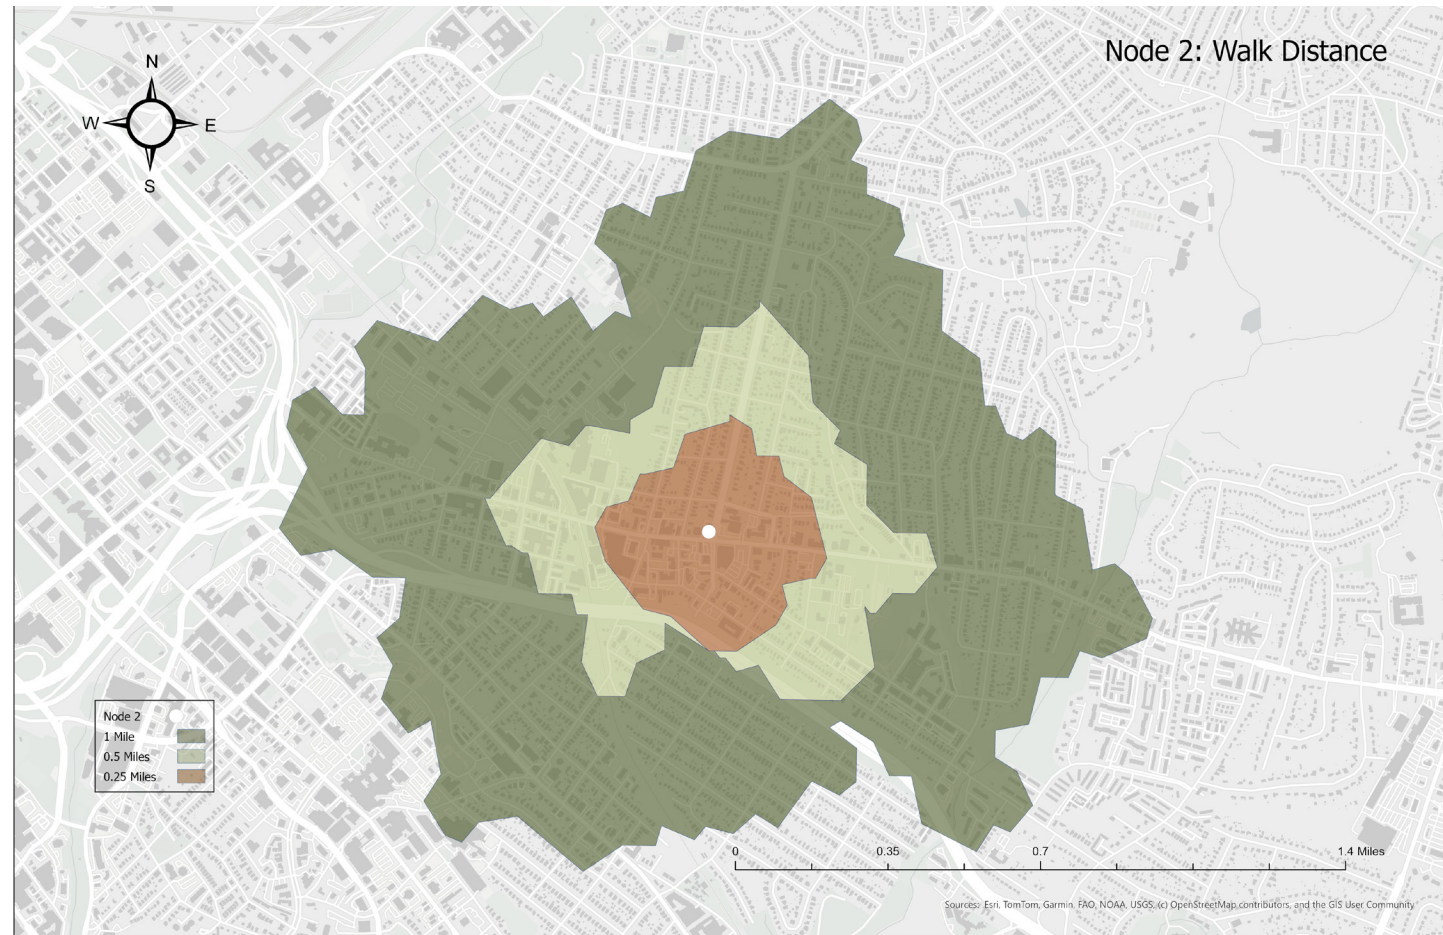 Node 2: Walk Distance
N
W E
S
Node 2
1 Mile
0.5 Miles
0.25 Miles
0 0.35 0.7 1.4 Miles
Sources: Esri, TomTom, Garmin, FAO, NOAA, USGS, (c) OpenStreetMap contributors, and the GIS User Community